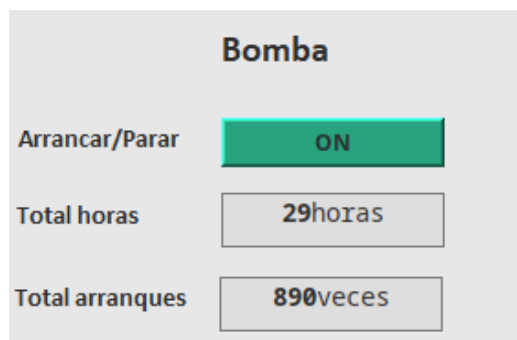 Bomba
Arrancar/Parar ON
Total horas 29horas
Total arranques 890veces